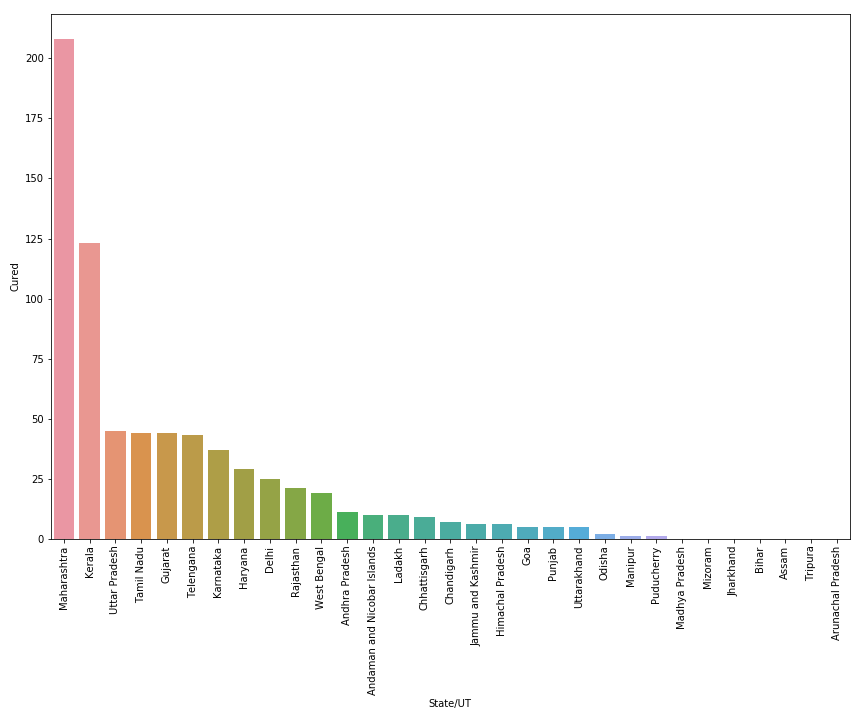 200
175
150
125
100
75
50
25
0
Cured
Maharashtra
Kerala
Uttar Pradesh
Tamil Nadu
Gujarat
Telengana
Karnataka
Haryana
Delhi
Rajasthan
West Bengal
Andhra Pradesh
Andaman and Nicobar Islands
Ladakh
Chhattisgarh
Chandigarh
Jammu and Kashmir
Himachal Pradesh
Goa
Punjab
Uttarakhand
Odisha
Manipur
Puducherry
Madhya Pradesh
Mizoram
Jharkhand
Bihar
Assam
Tripura
Arunachal Pradesh
State/UT